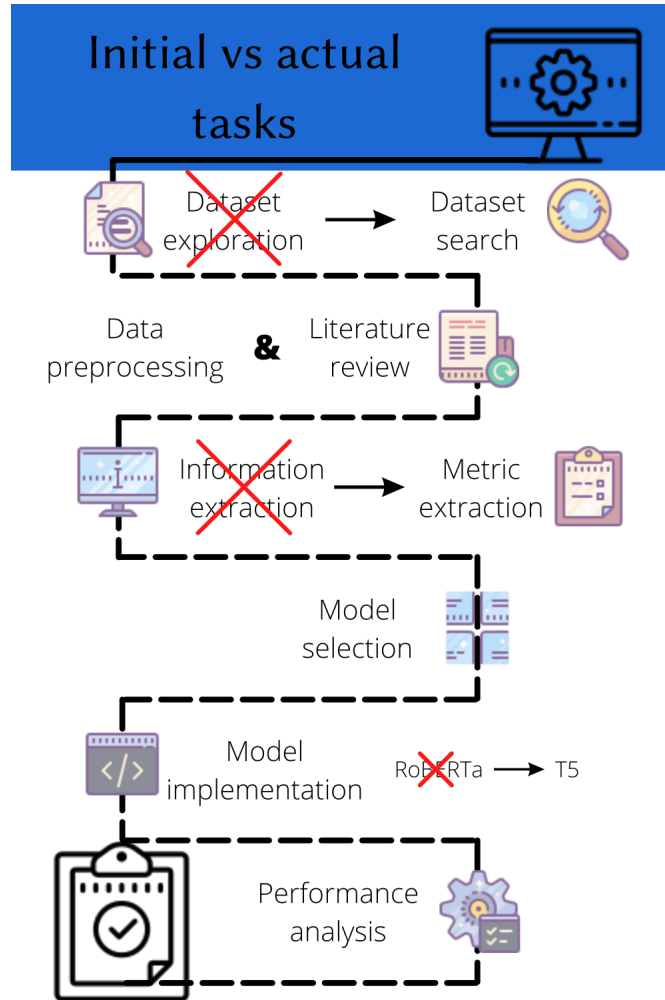 Initial vs actual
tasks
Dataset
exploration
Dataset
search
Data
preprocessing
&
Literature
review
Information
extraction
Metric
extraction
Model
selection
Model
implementation
RoBERTa
T5
Performance
analysis